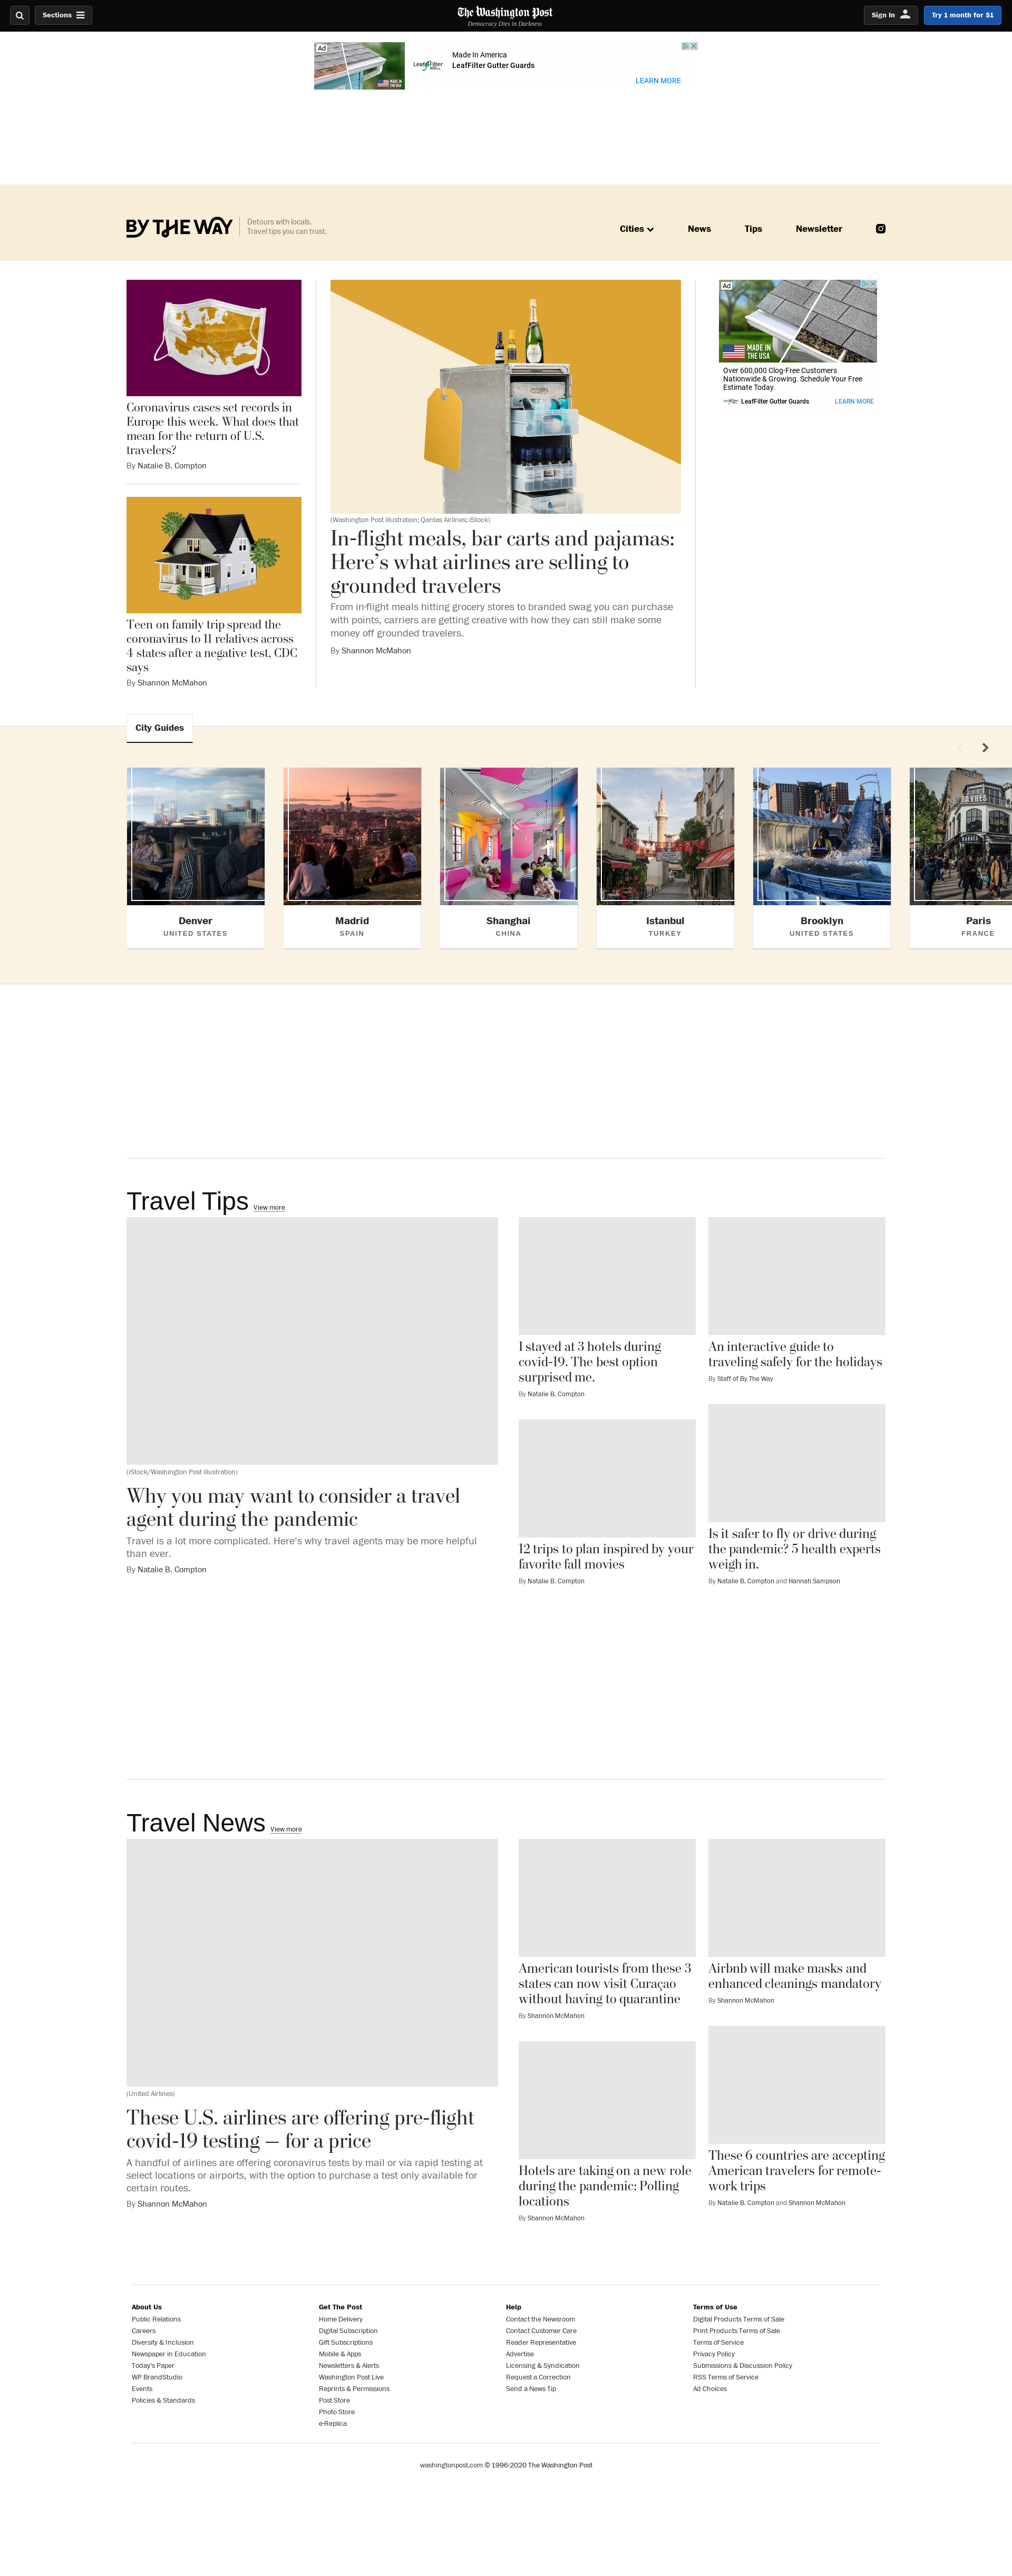 Sections
The Washington Post
Democracy Dies in Darkness
Sign In
Try 1 month for $1
Ad
MADE IN
THE USA
LeafFilter
Made In America
LeafFilter Gutter Guards
LEARN MORE
BY THE WAY
Detours with locals.
Travel tips you can trust.
Cities
News
Tips
Newsletter
Coronavirus cases set records in
Europe this week. What does that
mean for the return of U.S.
travelers?
By Natalie B. Compton
Teen on family trip spread the
coronavirus to 11 relatives across
4 states after a negative test, CDC
says
By Shannon McMahon
(Washington Post illustration; Qantas Airlines; iStock)
In-flight meals, bar carts and pajamas:
Here’s what airlines are selling to
grounded travelers
From in-flight meals hitting grocery stores to branded swag you can purchase
with points, carriers are getting creative with how they can still make some
money off grounded travelers.
By Shannon McMahon
Ad
MADE IN
THE USA
Over 600,000 Clog-Free Customers
Nationwide & Growing. Schedule Your Free
Estimate Today.
LeafFilter Gutter Guards
LEARN MORE
City Guides
Denver
UNITED STATES
Madrid
SPAIN
Shanghai
CHINA
Istanbul
TURKEY
Brooklyn
UNITED STATES
Paris
FRANCE
Travel Tips View more
(iStock/Washington Post illustration)
Why you may want to consider a travel
agent during the pandemic
Travel is a lot more complicated. Here's why travel agents may be more helpful
than ever.
By Natalie B. Compton
I stayed at 3 hotels during
covid-19. The best option
surprised me.
By Natalie B. Compton
12 trips to plan inspired by your
favorite fall movies
By Natalie B. Compton
An interactive guide to
traveling safely for the holidays
By Staff of By The Way
Is it safer to fly or drive during
the pandemic? 5 health experts
weigh in.
By Natalie B. Compton and Hannah Sampson
Travel News View more
(United Airlines)
These U.S. airlines are offering pre-flight
covid-19 testing — for a price
A handful of airlines are offering coronavirus tests by mail or via rapid testing at
select locations or airports, with the option to purchase a test only available for
certain routes.
By Shannon McMahon
American tourists from these 3
states can now visit Curaçao
without having to quarantine
By Shannon McMahon
Hotels are taking on a new role
during the pandemic: Polling
locations
By Shannon McMahon
Airbnb will make masks and
enhanced cleanings mandatory
By Shannon McMahon
These 6 countries are accepting
American travelers for remote-
work trips
By Natalie B. Compton and Shannon McMahon
About Us
Public Relations
Careers
Diversity & Inclusion
Newspaper in Education
Today's Paper
WP BrandStudio
Events
Policies & Standards
Get The Post
Home Delivery
Digital Subscription
Gift Subscriptions
Mobile & Apps
Newsletters & Alerts
Washington Post Live
Reprints & Permissions
Post Store
Photo Store
e-Replica
Help
Contact the Newsroom
Contact Customer Care
Reader Representative
Advertise
Licensing & Syndication
Request a Correction
Send a News Tip
Terms of Use
Digital Products Terms of Sale
Print Products Terms of Sale
Terms of Service
Privacy Policy
Submissions & Discussion Policy
RSS Terms of Service
Ad Choices
washingtonpost.com © 1996-2020 The Washington Post